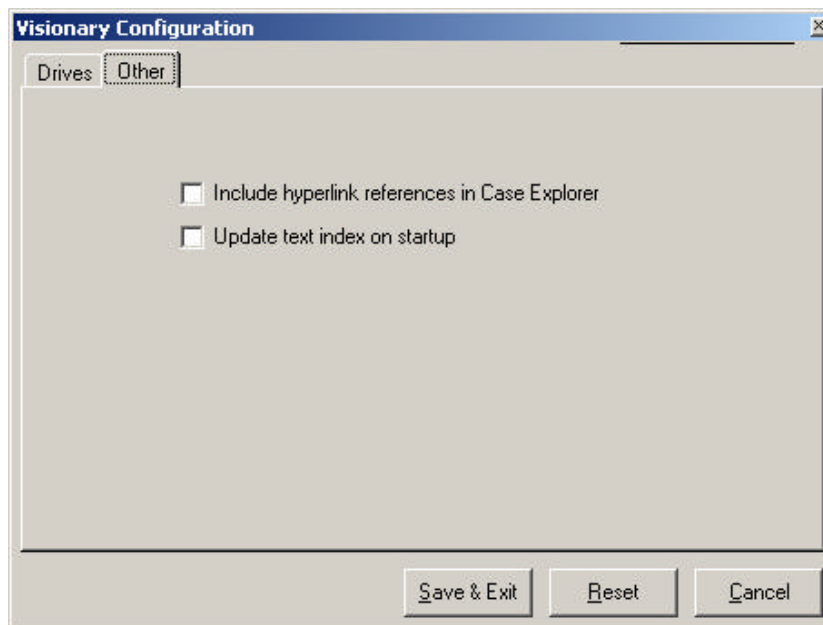 Visionary Configuration
Drives Other
Include hyperlink references in Case Explorer
Update text index on startup
Save & Exit Reset Cancel